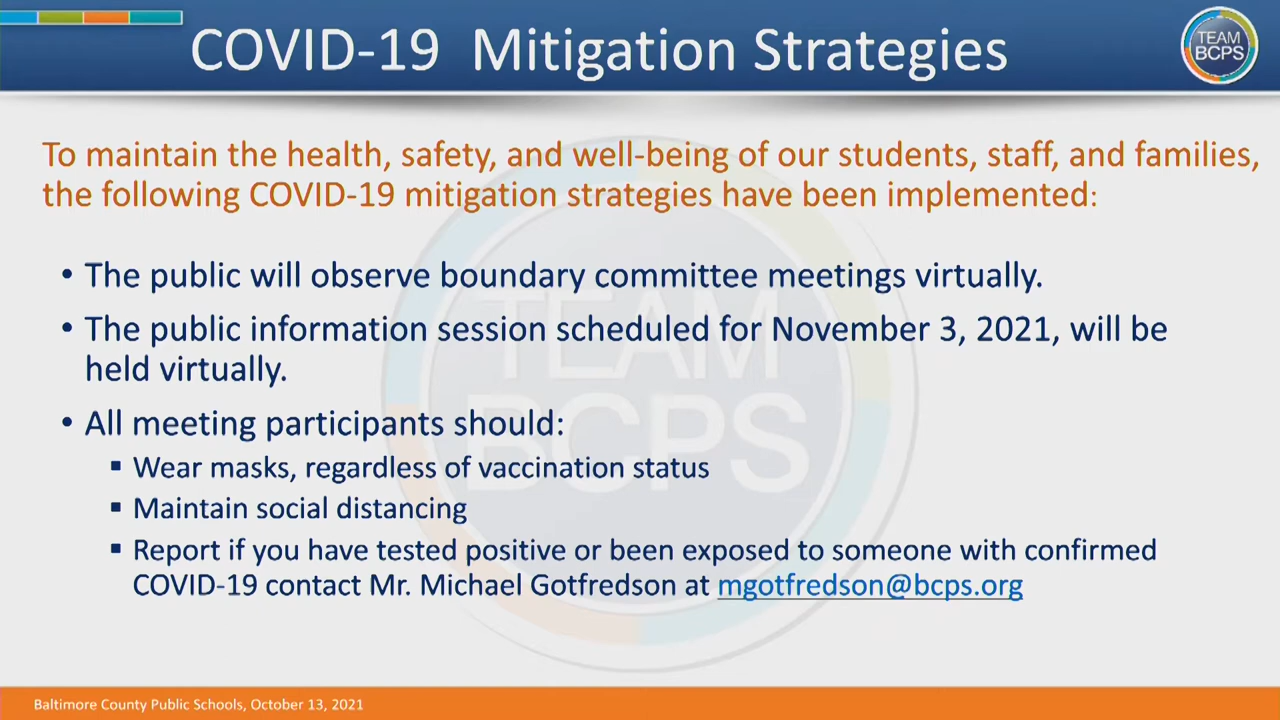 COVID-19 Mitigation Strategies
TEAM
BCPS
To maintain the health, safety, and well-being of our students, staff, and families,
the following COVID-19 mitigation strategies have been implemented:
• The public will observe boundary committee meetings virtually.
• The public information session scheduled for November 3, 2021, will be
held virtually.
• All meeting participants should:
▪ Wear masks, regardless of vaccination status
▪ Maintain social distancing
▪ Report if you have tested positive or been exposed to someone with confirmed
COVID-19 contact Mr. Michael Gotfredson at mgotfredson@bcps.org
TEAM
BCPS
Baltimore County Public Schools, October 13, 2021